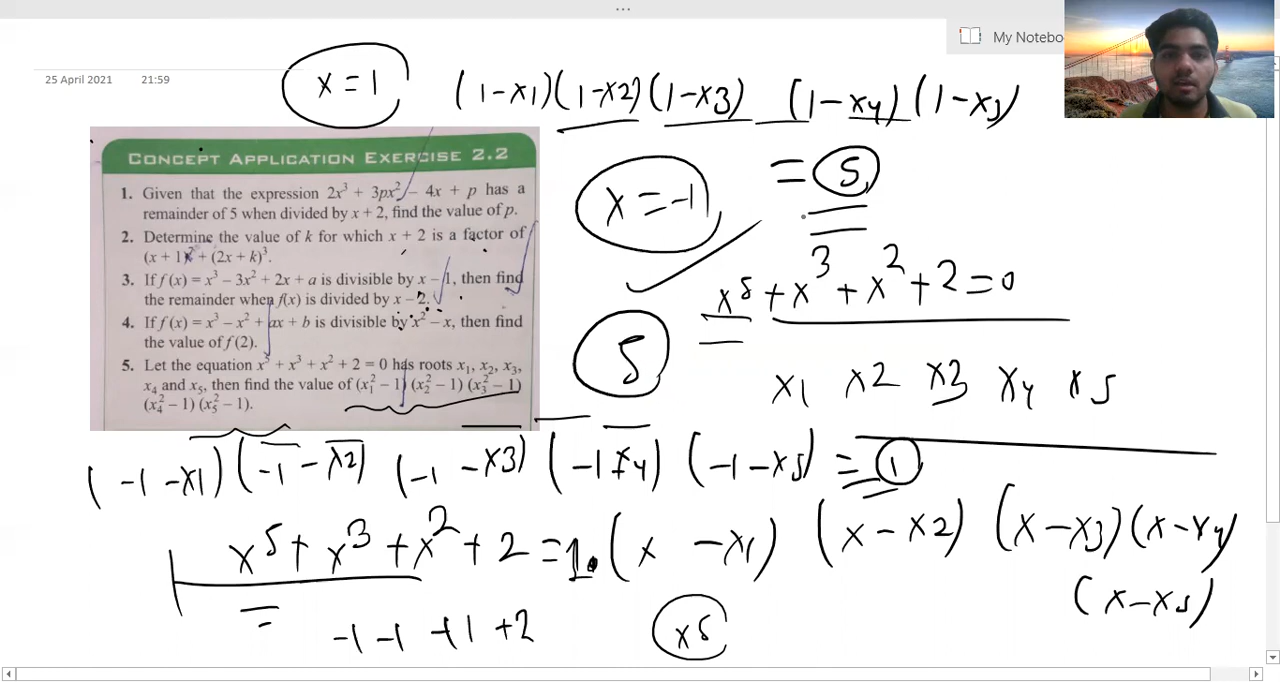 ...
My Notebo
25 April 2021 21:59
x = 1
(1-x1)(1-x2)(1-x3) (1-x4)(1-x5)
= 5
x = -1
CONCEPT APPLICATION EXERCISE 2.2
1. Given that the expression 2x³ + 3px² – 4x + p has a
remainder of 5 when divided by x + 2, find the value of p.
2. Determine the value of k for which x + 2 is a factor of
(x + 1)⁷ + (2x + k)³.
3. If f(x) = x³ – 3x² + 2x + a is divisible by x – 1, then find
the remainder when f(x) is divided by x – 2.
4. If f(x) = x³ – x² + ax + b is divisible by x² – x, then find
the value of f(2).
5. Let the equation x⁵ + x³ + x² + 2 = 0 has roots x₁, x₂, x₃,
x₄ and x₅, then find the value of (x₁² – 1) (x₂² – 1) (x₃² – 1)
(x₄² – 1) (x₅² – 1).
x⁵ + x³ + x² + 2 = 0
5
x1 x2 x3 x4 x5
(-1 - x1) (-1 - x2) (-1 - x3) (-1 - x4) (-1 - x5) = 1
x⁵ + x³ + x² + 2 = 1. (x - x1) (x - x2) (x - x3) (x - x4
(x - x5)
= -1 -1 +1 +2
x5